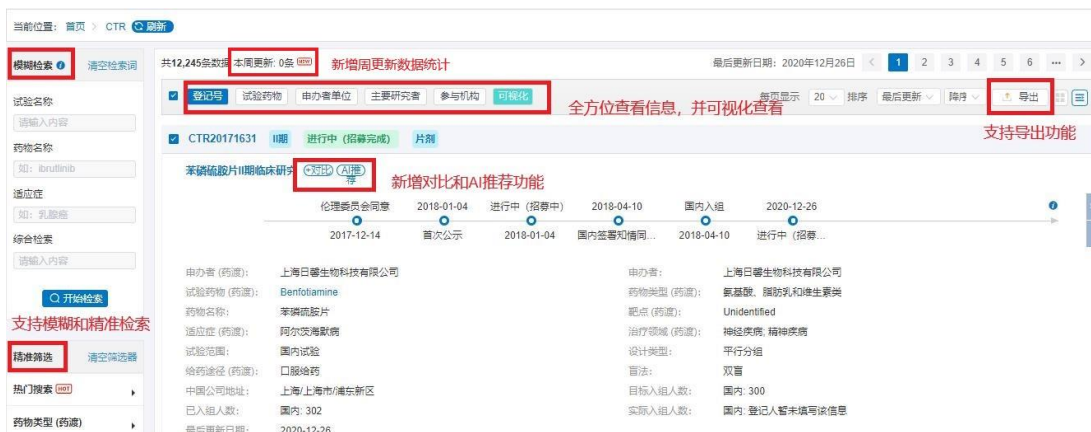 当前位置： 首页 > CTR 刷新
模糊检索 清空检索词
共12,245条数据 本周更新: 0条 NEW 新增周更新数据统计 最后更新日期: 2020年12月26日 < 1 2 3 4 5 6 ... >
登记号 试验药物 申办者单位 主要研究者 参与机构 可视化 全方位查看信息，并可视化查看 每页显示 20 排序 最后更新 降序 导出
支持导出功能
试验名称
请输入内容
药物名称
如: ibrutinib
适应症
如: 乳腺癌
综合检索
请输入内容
开始检索
支持模糊和精准检索
精准筛选 清空筛选器
热门搜索 HOT
药物类型 (药渡)
CTR20171631 II期 进行中 (招募完成) 片剂
苯磷硫胺片II期临床研究 +对比 AI推荐 新增对比和AI推荐功能
伦理委员会同意 2018-01-04 进行中 (招募中) 2018-04-10 国内入组 2020-12-26
2017-12-14 首次公示 2018-01-04 国内签署知情同... 2018-04-10 进行中 (招募...
申办者 (药渡): 上海日馨生物科技有限公司 申办者: 上海日馨生物科技有限公司
试验药物 (药渡): Benfotiamine 药物类型 (药渡): 氨基酸、脂肪乳和维生素类
药物名称: 苯磷硫胺片 靶点 (药渡): Unidentified
适应症 (药渡): 阿尔茨海默病 治疗领域 (药渡): 神经疾病; 精神疾病
试验范围: 国内试验 设计类型: 平行分组
给药途径 (药渡): 口服给药 盲法: 双盲
中国公司地址: 上海/上海市/浦东新区 目标入组人数: 国内: 300
已入组人数: 国内: 302 实际入组人数: 国内: 登记人暂未填写该信息
最后更新日期: 2020-12-26